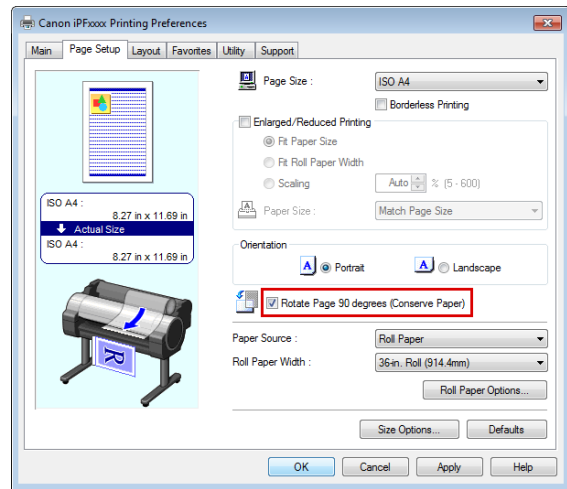 Canon iPFxxxx Printing Preferences
Main Page Setup Layout Favorites Utility Support
Page Size : ISO A4
Borderless Printing
Enlarged/Reduced Printing
Fit Paper Size
Fit Roll Paper Width
Scaling Auto % (5 - 600)
Paper Size : Match Page Size
ISO A4 :
8.27 in x 11.69 in
Actual Size
ISO A4 :
8.27 in x 11.69 in
Orientation
A Portrait A Landscape
Rotate Page 90 degrees (Conserve Paper)
R
Paper Source : Roll Paper
Roll Paper Width : 36-in. Roll (914.4mm)
Roll Paper Options...
Size Options... Defaults
OK Cancel Apply Help